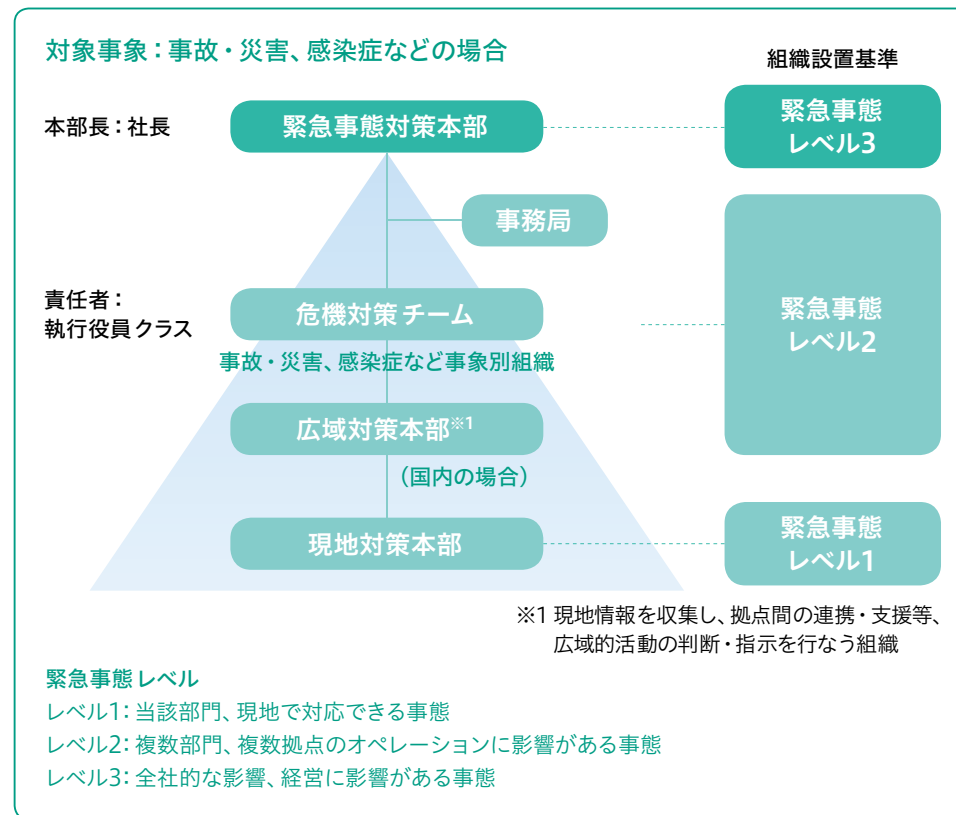 対象事象：事故・災害、感染症などの場合
組織設置基準
本部長：社長
緊急事態対策本部
緊急事態
レベル3
事務局
責任者：
執行役員クラス
危機対策チーム
緊急事態
レベル2
事故・災害、感染症など事象別組織
広域対策本部※1
（国内の場合）
現地対策本部
緊急事態
レベル1
※1 現地情報を収集し、拠点間の連携・支援等、
広域的活動の判断・指示を行なう組織
緊急事態レベル
レベル1：当該部門、現地で対応できる事態
レベル2：複数部門、複数拠点のオペレーションに影響がある事態
レベル3：全社的な影響、経営に影響がある事態